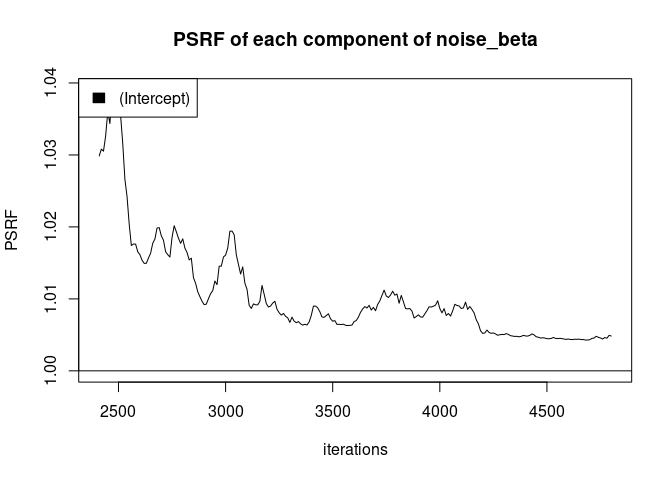 PSRF of each component of noise_beta
(Intercept)
1.04
1.03
1.02
1.01
1.00
PSRF
2500 3000 3500 4000 4500
iterations